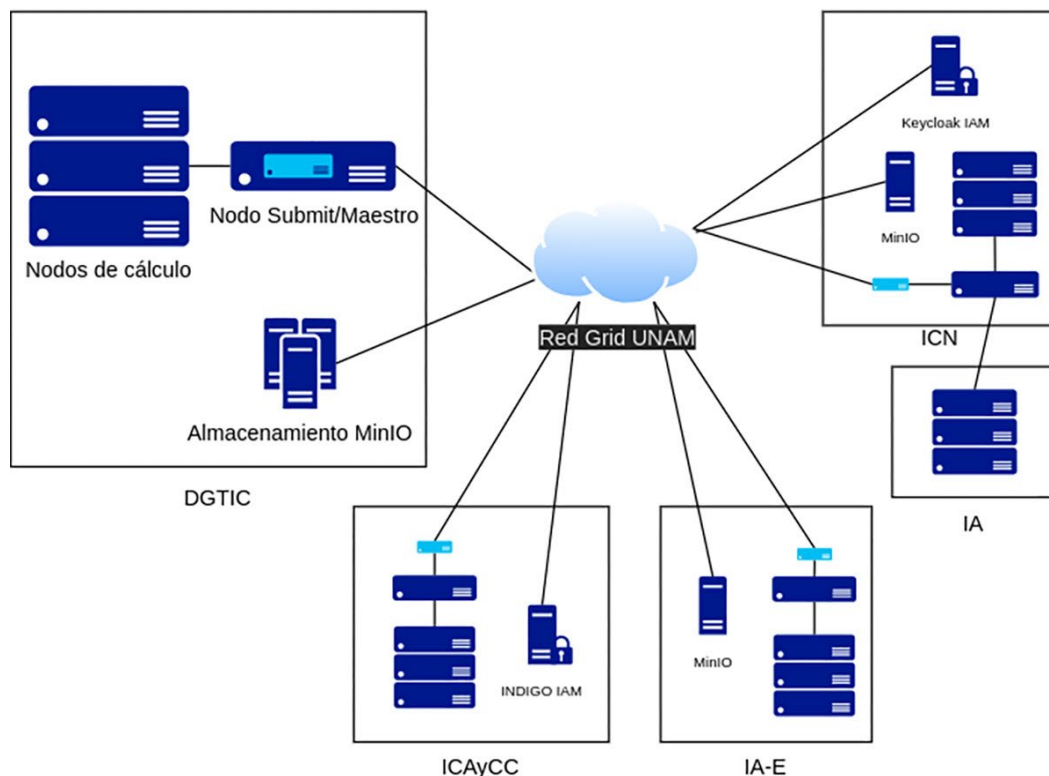 Nodos de cálculo
Nodo Submit/Maestro
Almacenamiento MinIO
DGTIC
Red Grid UNAM
Keycloak IAM
MinIO
ICN
IA
INDIGO IAM
ICAyCC
MinIO
IA-E